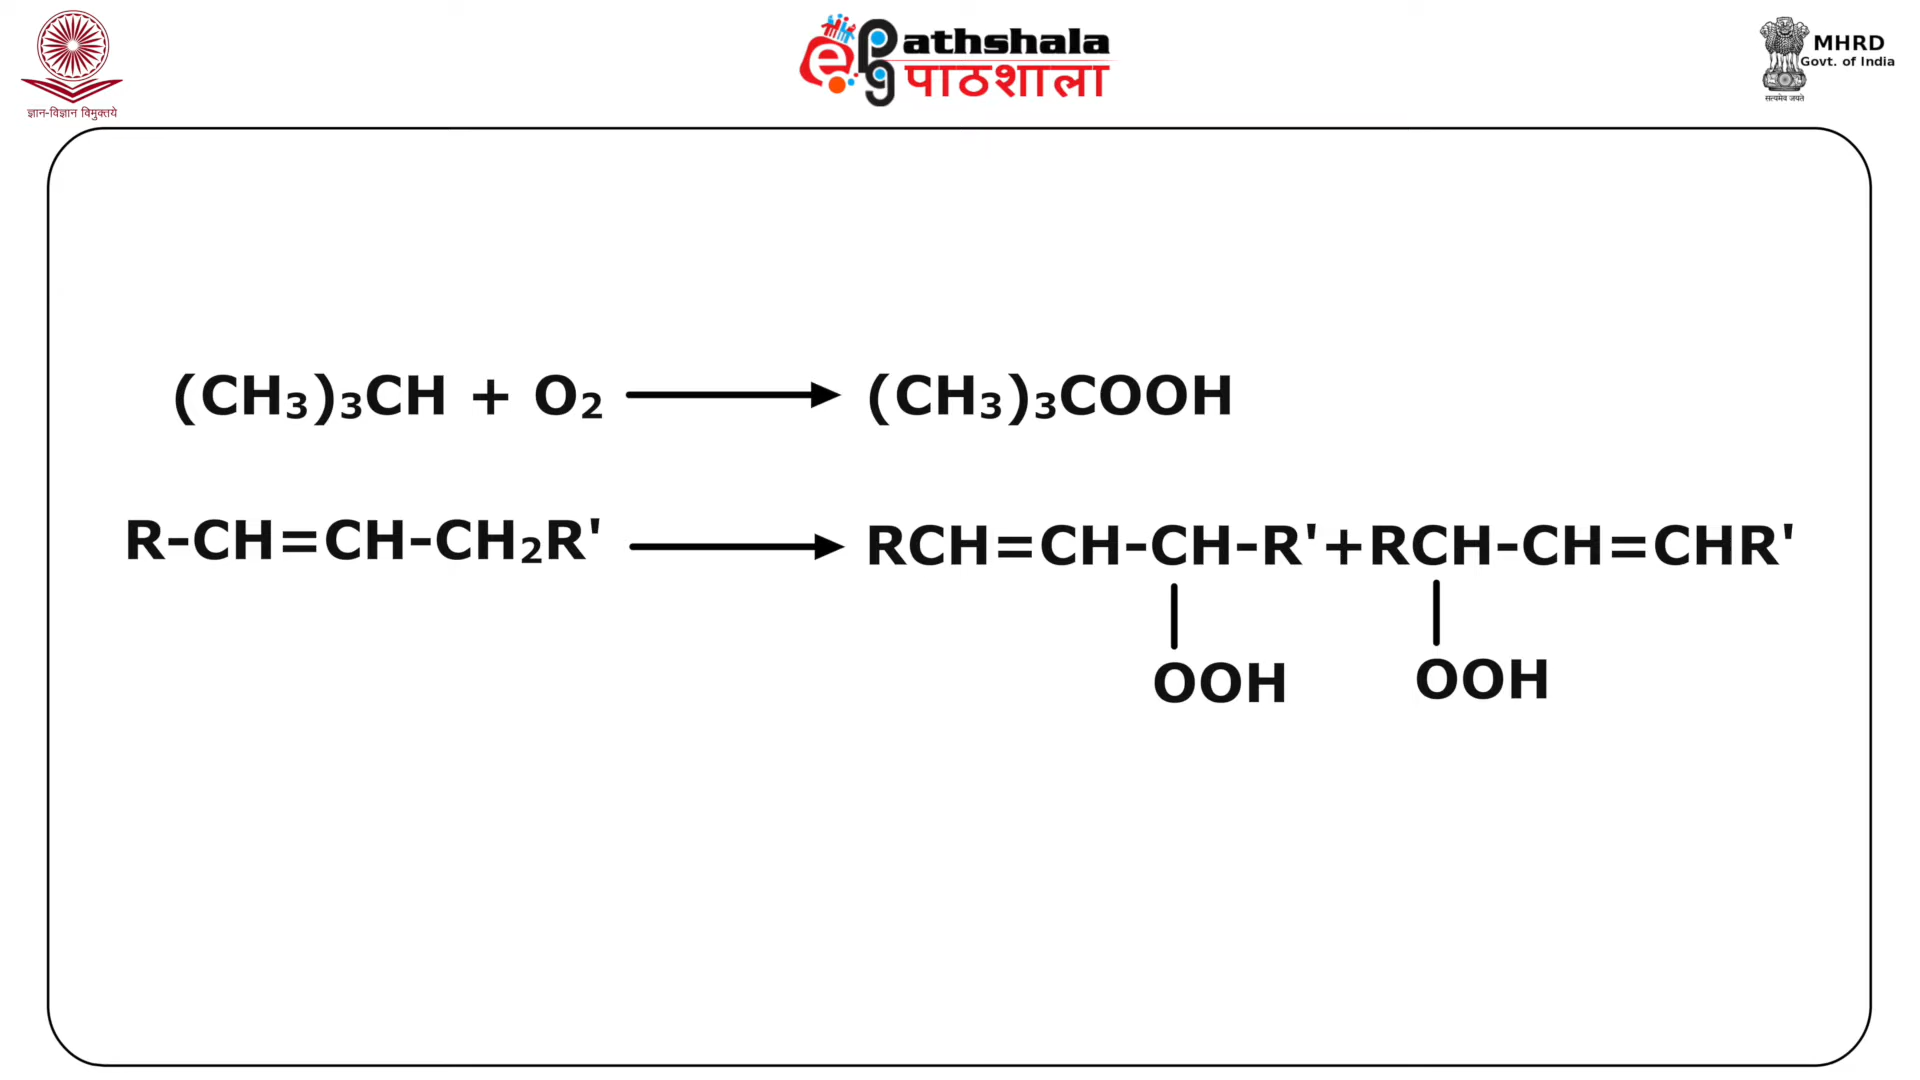 ज्ञान-विज्ञान विमुक्तये
e pg athshala
पाठशाला
MHRD
Govt. of India
सत्यमेव जयते
(CH₃)₃CH + O₂ ⟶ (CH₃)₃COOH
R-CH=CH-CH₂R' ⟶ RCH=CH-CH-R'+RCH-CH=CHR'
OOH OOH